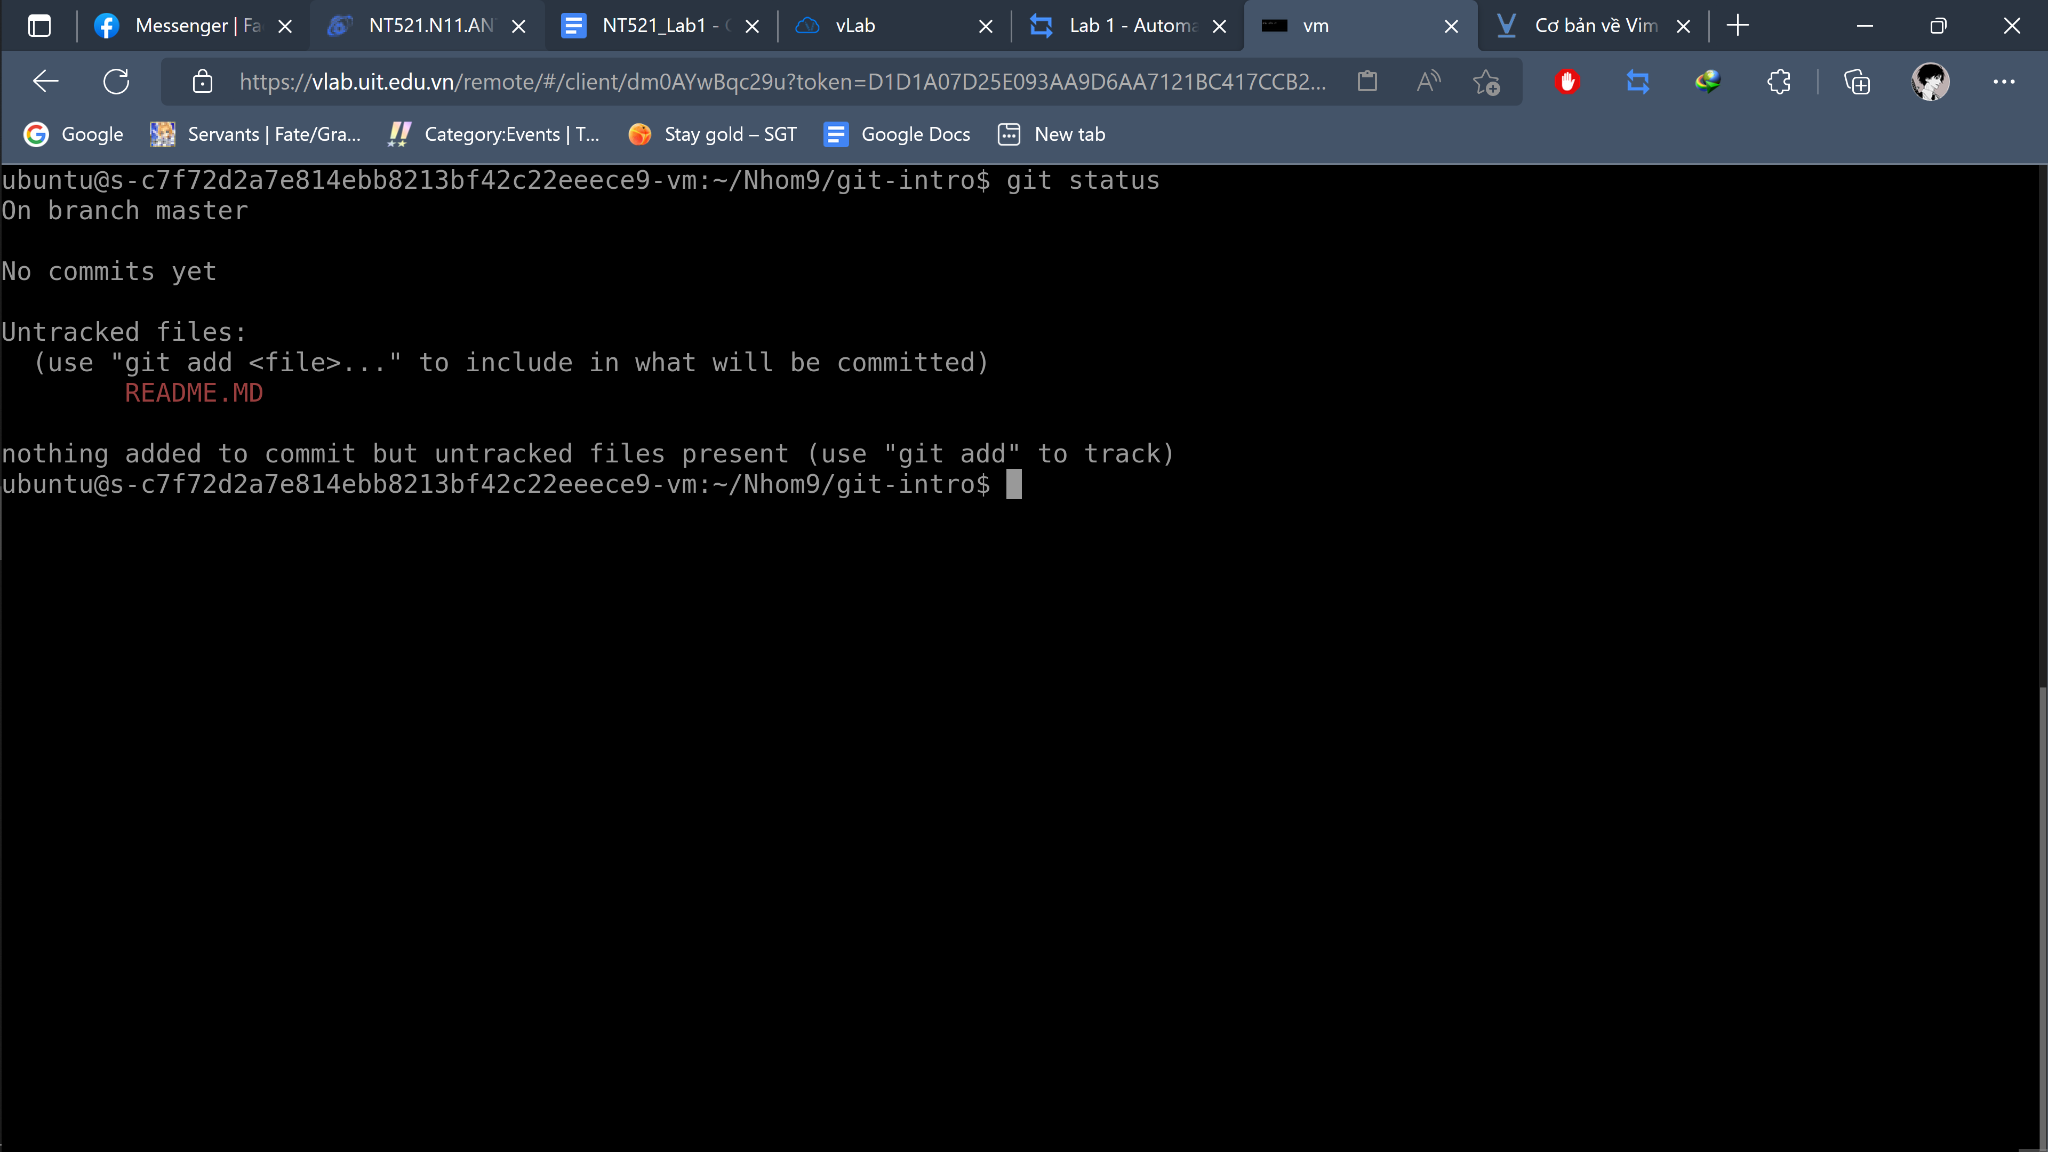 Messenger | Fa
NT521.N11.AN
NT521_Lab1 -
vLab
Lab 1 - Automa
vm
Cơ bản về Vim
https://vlab.uit.edu.vn/remote/#/client/dm0AYwBqc29u?token=D1D1A07D25E093AA9D6AA7121BC417CCB2...
Google
Servants | Fate/Gra...
Category:Events | T...
Stay gold – SGT
Google Docs
New tab
ubuntu@s-c7f72d2a7e814ebb8213bf42c22eeece9-vm:~/Nhom9/git-intro$ git status
On branch master
No commits yet
Untracked files:
(use "git add <file>..." to include in what will be committed)
README.MD
nothing added to commit but untracked files present (use "git add" to track)
ubuntu@s-c7f72d2a7e814ebb8213bf42c22eeece9-vm:~/Nhom9/git-intro$